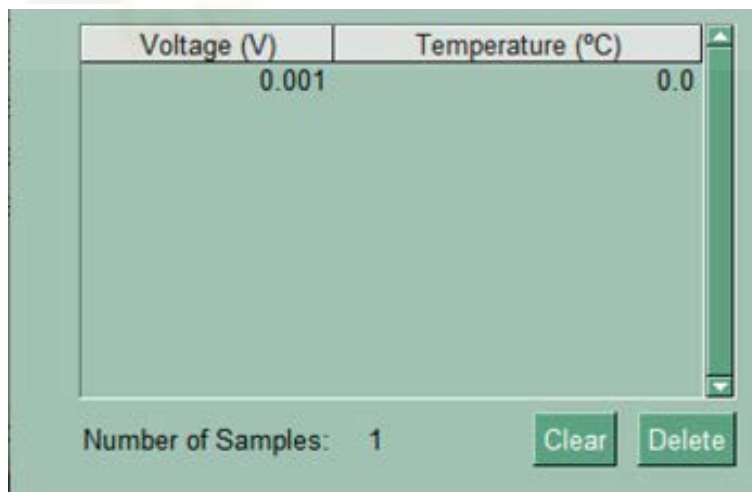 Voltage (V) Temperature (ºC)
0.001 0.0
Number of Samples: 1 Clear Delete